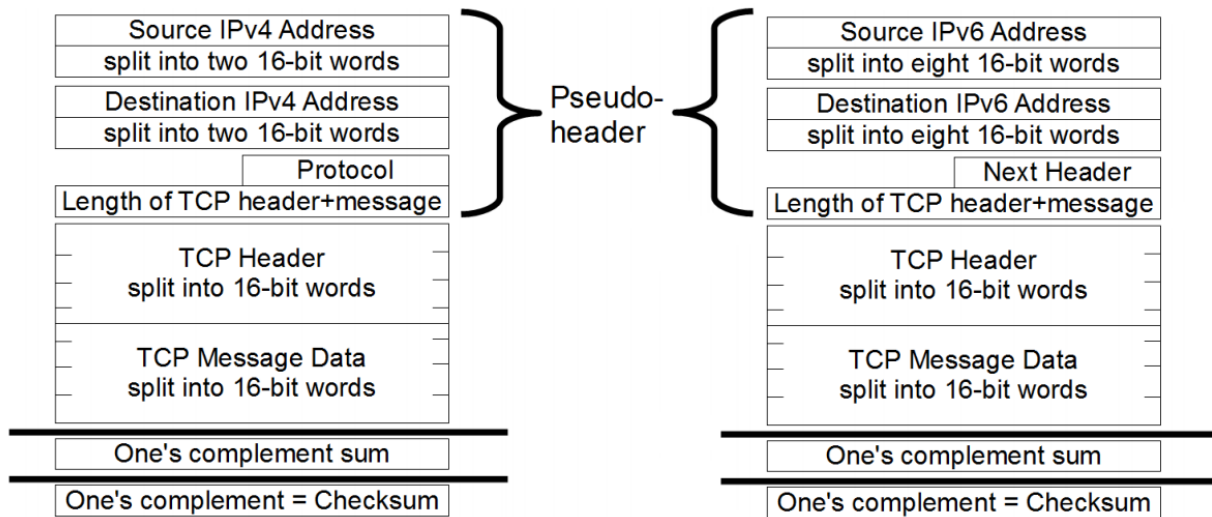 Source IPv4 Address
split into two 16-bit words
Destination IPv4 Address
split into two 16-bit words
Protocol
Length of TCP header+message
TCP Header
split into 16-bit words
TCP Message Data
split into 16-bit words
One's complement sum
One's complement = Checksum
Pseudo-
header
Source IPv6 Address
split into eight 16-bit words
Destination IPv6 Address
split into eight 16-bit words
Next Header
Length of TCP header+message
TCP Header
split into 16-bit words
TCP Message Data
split into 16-bit words
One's complement sum
One's complement = Checksum